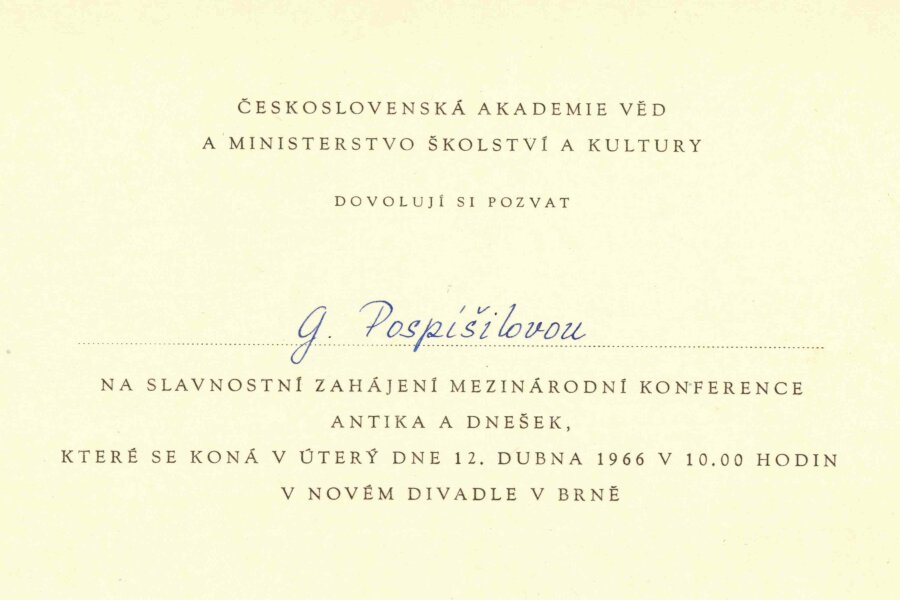 ČESKOSLOVENSKÁ AKADEMIE VĚD
A MINISTERSTVO ŠKOLSTVÍ A KULTURY
DOVOLUJÍ SI POZVAT
G. Pospíšilovou
NA SLAVNOSTNÍ ZAHÁJENÍ MEZINÁRODNÍ KONFERENCE
ANTIKA A DNEŠEK,
KTERÉ SE KONÁ V ÚTERÝ DNE 12. DUBNA 1966 V 10.00 HODIN
V NOVÉM DIVADLE V BRNĚ